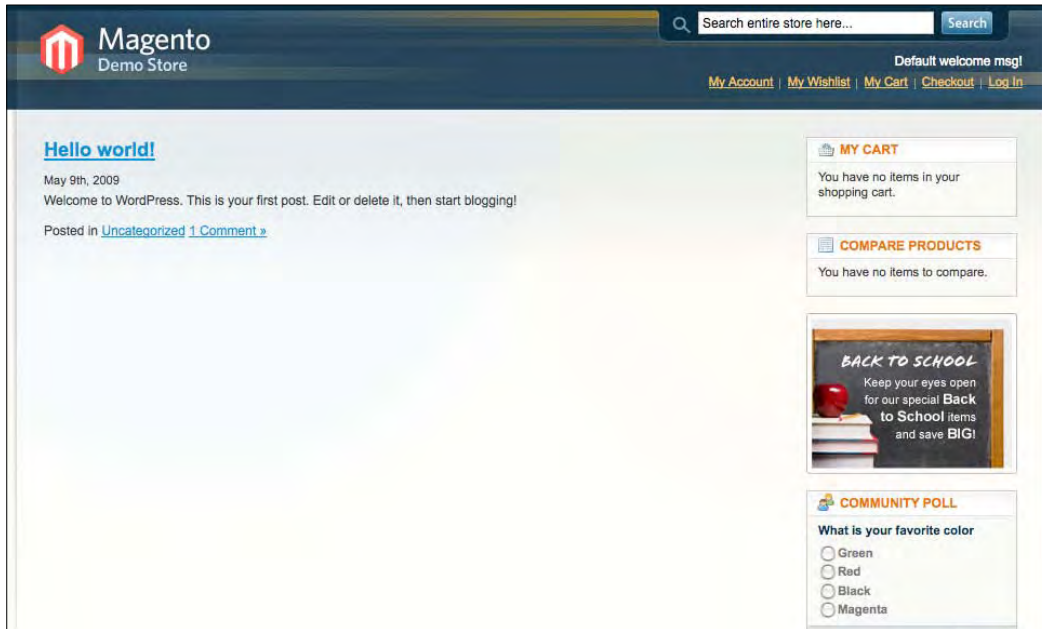 Magento
Demo Store
Search entire store here...
Search
Default welcome msg!
My Account | My Wishlist | My Cart | Checkout | Log In
Hello world!
May 9th, 2009
Welcome to WordPress. This is your first post. Edit or delete it, then start blogging!
Posted in Uncategorized 1 Comment »
MY CART
You have no items in your
shopping cart.
COMPARE PRODUCTS
You have no items to compare.
BACK TO SCHOOL
Keep your eyes open
for our special Back
to School items
and save BIG!
COMMUNITY POLL
What is your favorite color
Green
Red
Black
Magenta